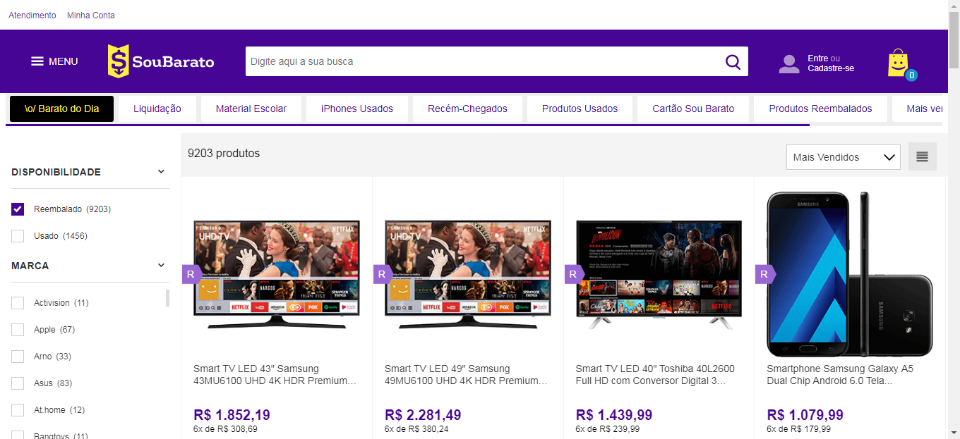 Atendimento Minha Conta
MENU
SouBarato
Digite aqui a sua busca
Entre ou
Cadastre-se
0
\o/ Barato do Dia
Liquidação
Material Escolar
iPhones Usados
Recém-Chegados
Produtos Usados
Cartão Sou Barato
Produtos Reembalados
Mais ver
9203 produtos
Mais Vendidos
DISPONIBILIDADE
Reembalado (9203)
Usado (1456)
MARCA
Activision (11)
Apple (67)
Arno (33)
Asus (83)
At.home (12)
Bangtoys (11)
R
UHD TV
NETFLIX
Smart TV LED 43" Samsung
43MU6100 UHD 4K HDR Premium...
R$ 1.852,19
6x de R$ 308,69
R
UHD TV
NETFLIX
Smart TV LED 49" Samsung
49MU6100 UHD 4K HDR Premium...
R$ 2.281,49
6x de R$ 380,24
Smart TV LED 40" Toshiba 40L2600
Full HD com Conversor Digital 3 ...
R$ 1.439,99
6x de R$ 239,99
R
SAMSUNG
SAMSUNG
Smartphone Samsung Galaxy A5
Dual Chip Android 6.0 Tela...
R$ 1.079,99
6x de R$ 179,99